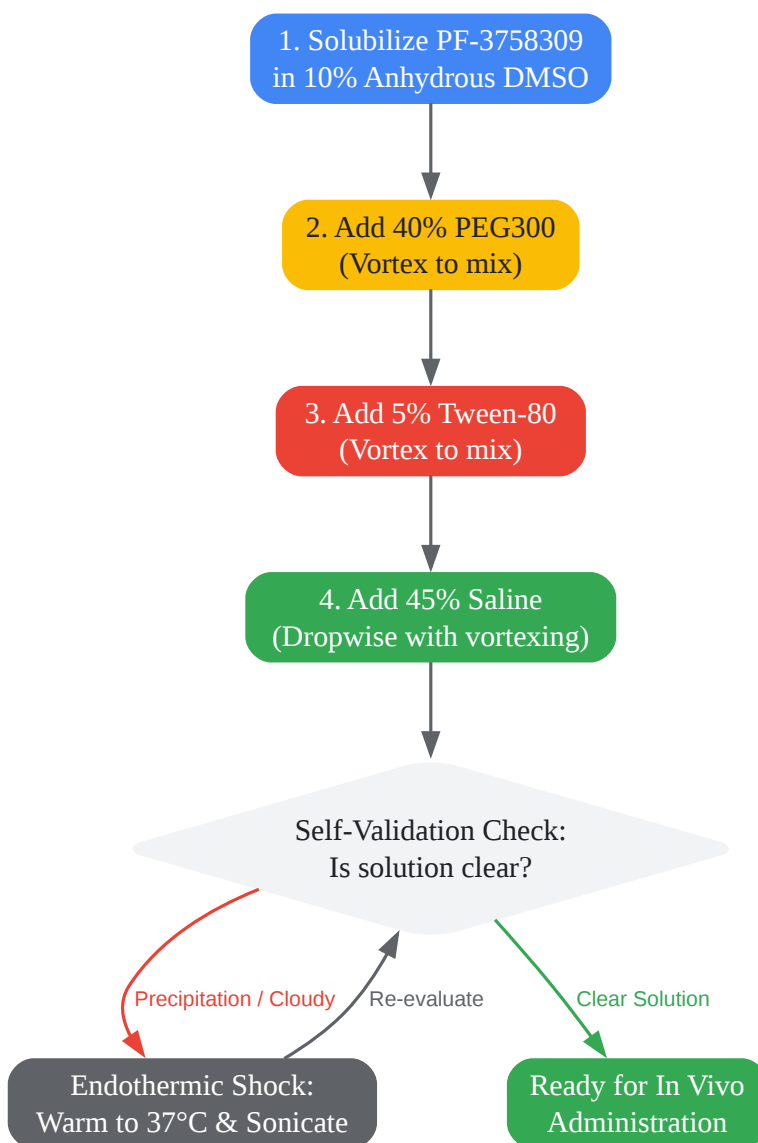 1. Solubilize PF-3758309
in 10% Anhydrous DMSO
2. Add 40% PEG300
(Vortex to mix)
3. Add 5% Tween-80
(Vortex to mix)
4. Add 45% Saline
(Dropwise with vortexing)
Self-Validation Check:
Is solution clear?
Precipitation / Cloudy
Re-evaluate
Clear Solution
Endothermic Shock:
Warm to 37°C & Sonicate
Ready for In Vivo
Administration